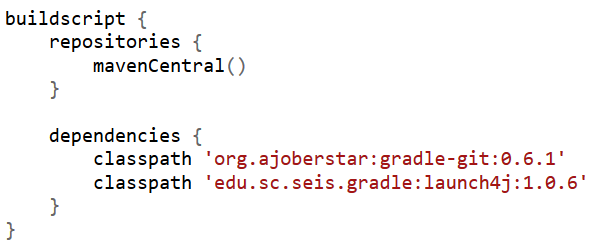 buildscript {
    repositories {
        mavenCentral()
    }

    dependencies {
        classpath 'org.ajoberstar:gradle-git:0.6.1'
        classpath 'edu.sc.seis.gradle:launch4j:1.0.6'
    }
}